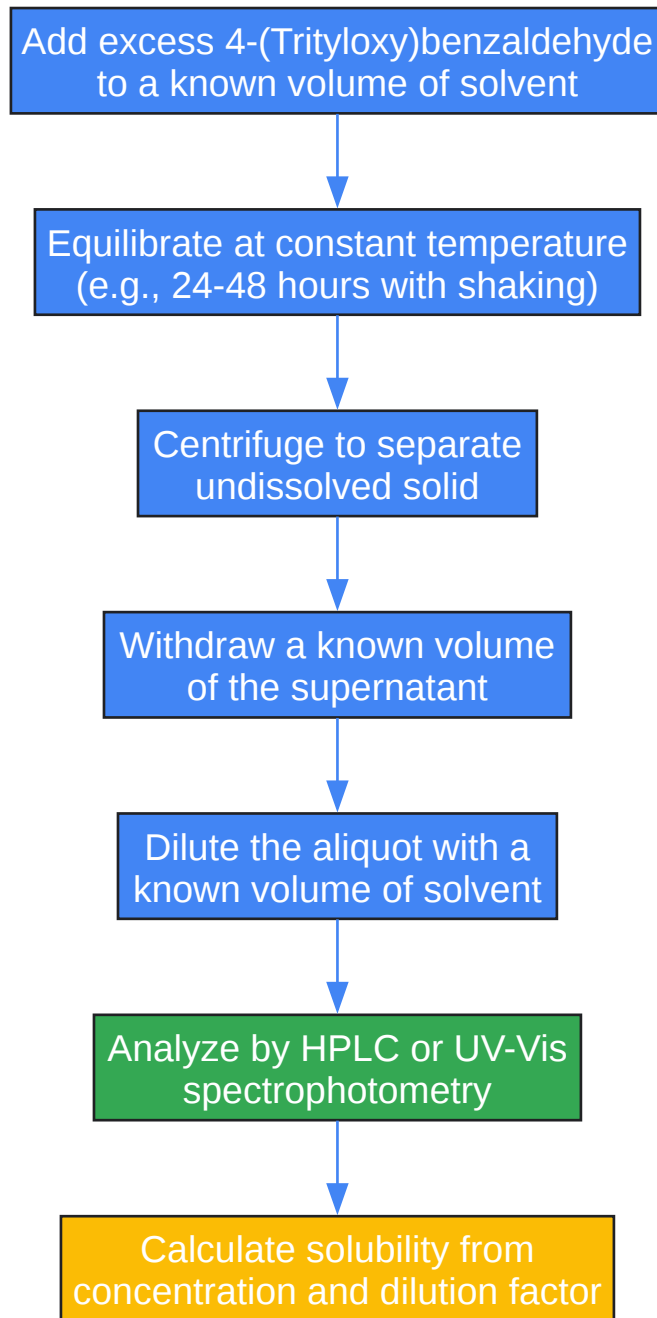 Add excess 4-(Trityloxy)benzaldehyde
to a known volume of solvent
Equilibrate at constant temperature
(e.g., 24-48 hours with shaking)
Centrifuge to separate
undissolved solid
Withdraw a known volume
of the supernatant
Dilute the aliquot with a
known volume of solvent
Analyze by HPLC or UV-Vis
spectrophotometry
Calculate solubility from
concentration and dilution factor